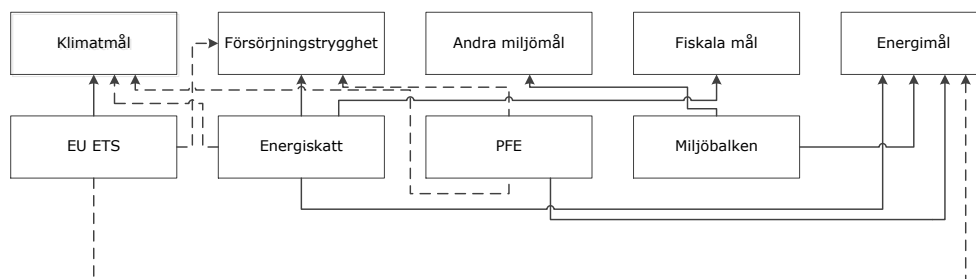 Klimatmål
Försörjningstrygghet
Andra miljömål
Fiskala mål
Energimål
EU ETS
Energiskatt
PFE
Miljöbalken